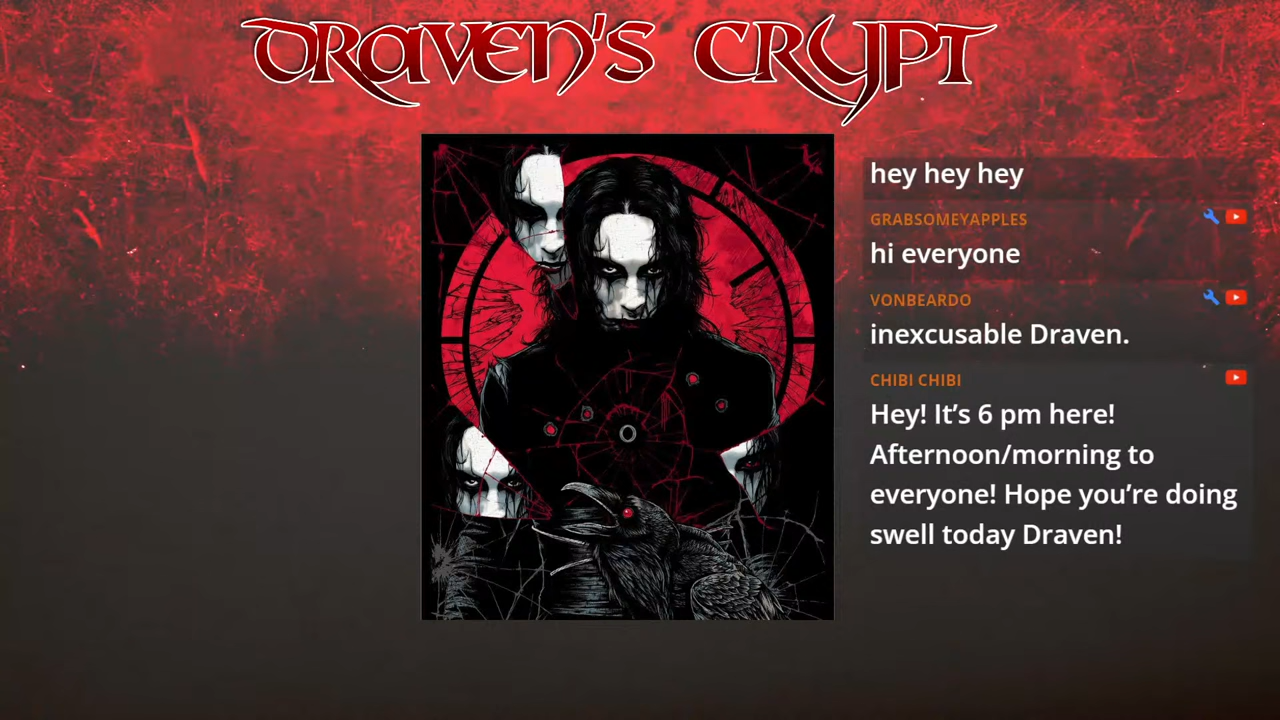 DRAVEN'S CRYPT
hey hey hey
GRABSOMEYAPPLES
hi everyone
VONBEARDO
inexcusable Draven.
CHIBI CHIBI
Hey! It’s 6 pm here!
Afternoon/morning to
everyone! Hope you’re doing
swell today Draven!